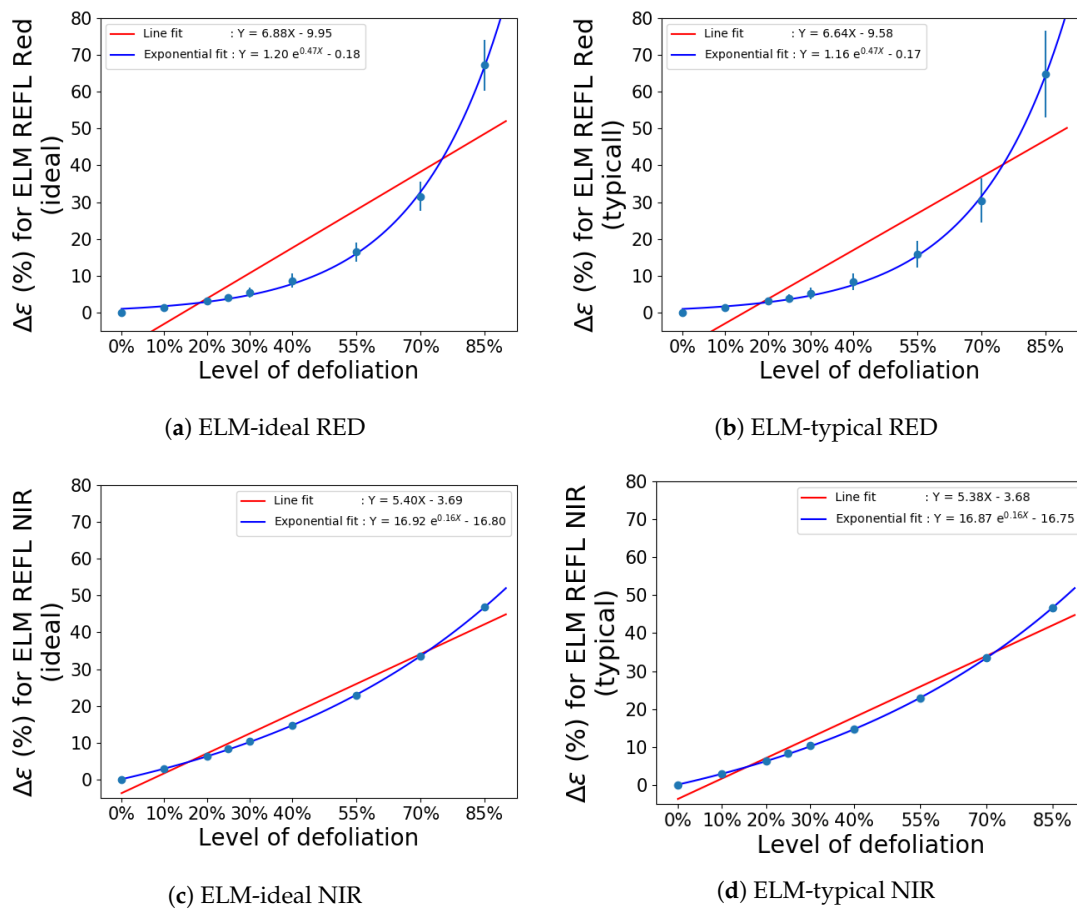 Line fit : Y = 6.88X - 9.95
Exponential fit : Y = 1.20 e^0.47X - 0.18
80
70
60
50
40
30
20
10
0
Δε (%) for ELM REFL Red
(ideal)
0% 10% 20% 30% 40% 55% 70% 85%
Level of defoliation
(a) ELM-ideal RED
Line fit : Y = 6.64X - 9.58
Exponential fit : Y = 1.16 e^0.47X - 0.17
80
70
60
50
40
30
20
10
0
Δε (%) for ELM REFL Red
(typicall)
0% 10% 20% 30% 40% 55% 70% 85%
Level of defoliation
(b) ELM-typical RED
Line fit : Y = 5.40X - 3.69
Exponential fit : Y = 16.92 e^0.16X - 16.80
80
70
60
50
40
30
20
10
0
Δε (%) for ELM REFL NIR
(ideal)
0% 10% 20% 30% 40% 55% 70% 85%
Level of defoliation
(c) ELM-ideal NIR
Line fit : Y = 5.38X - 3.68
Exponential fit : Y = 16.87 e^0.16X - 16.75
80
70
60
50
40
30
20
10
0
Δε (%) for ELM REFL NIR
(typical)
0% 10% 20% 30% 40% 55% 70% 85%
Level of defoliation
(d) ELM-typical NIR